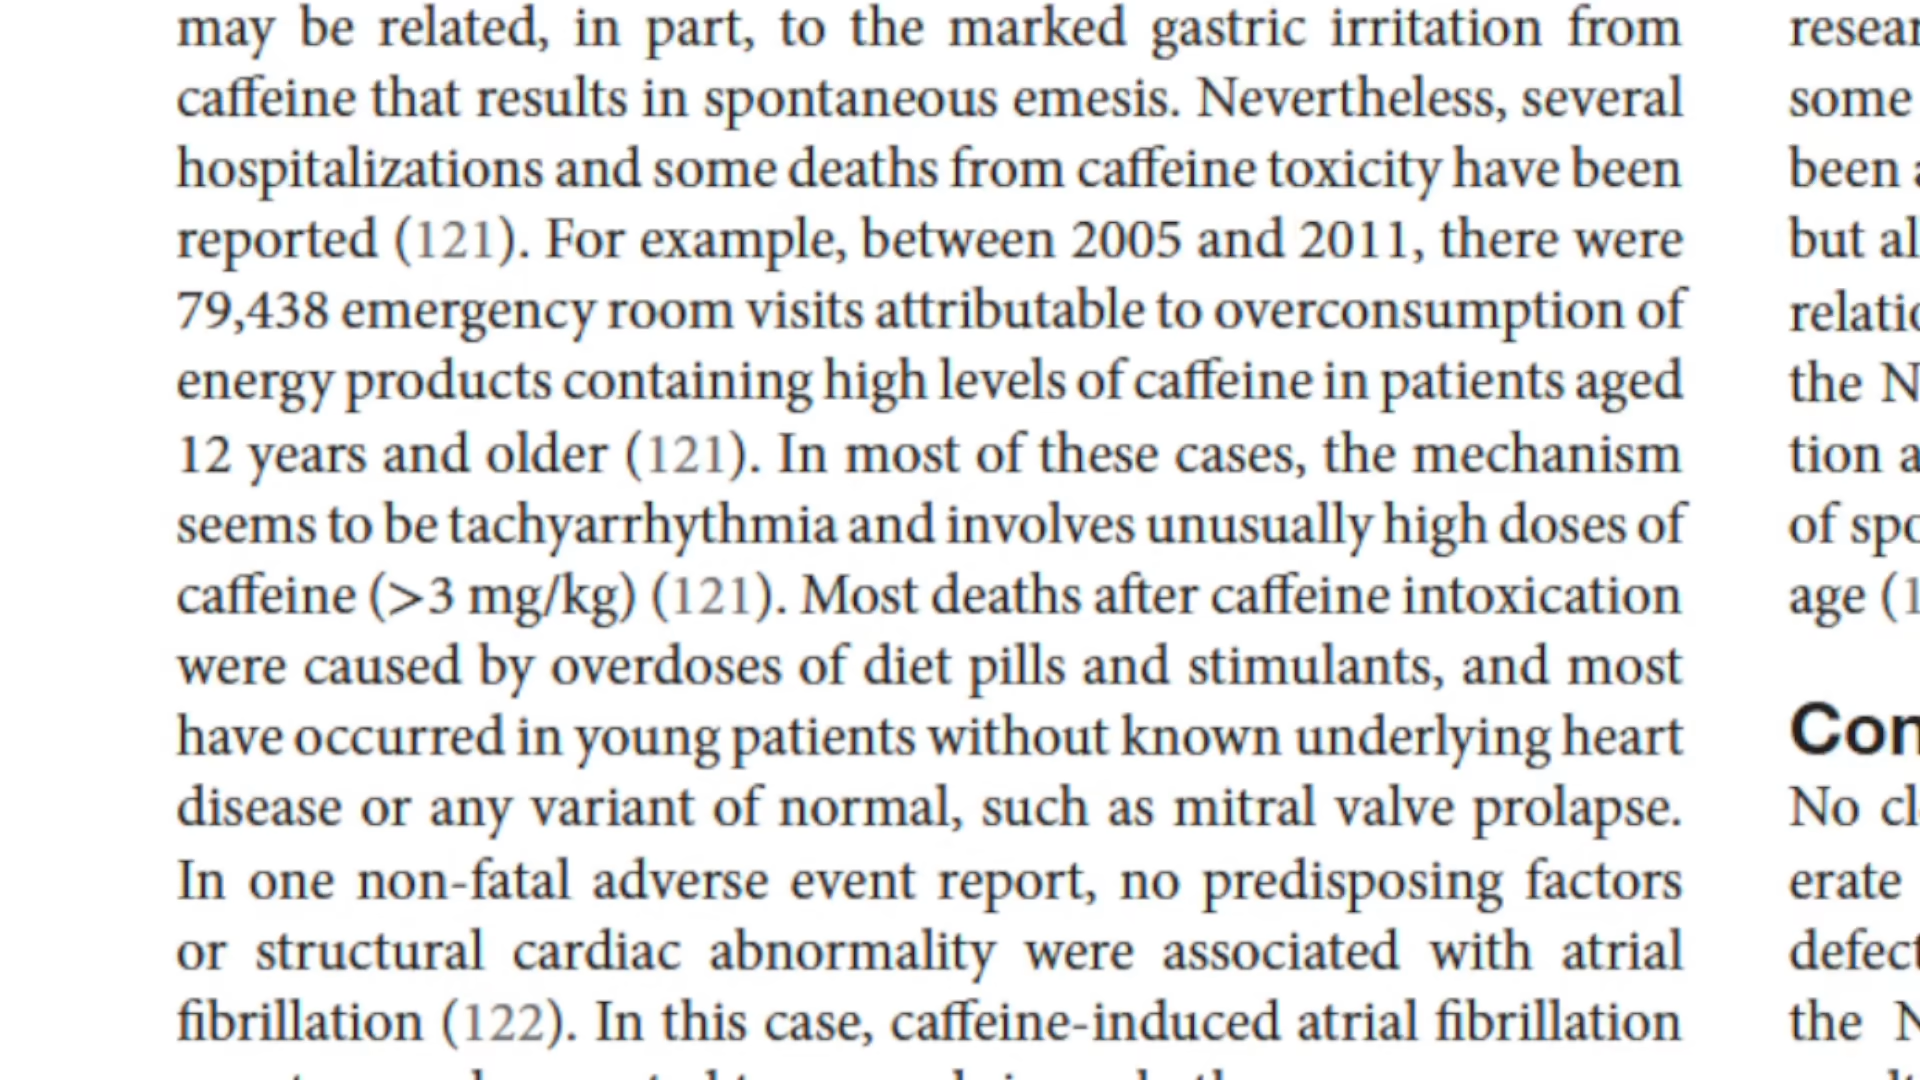 may be related, in part, to the marked gastric irritation from
caffeine that results in spontaneous emesis. Nevertheless, several
hospitalizations and some deaths from caffeine toxicity have been
reported (121). For example, between 2005 and 2011, there were
79,438 emergency room visits attributable to overconsumption of
energy products containing high levels of caffeine in patients aged
12 years and older (121). In most of these cases, the mechanism
seems to be tachyarrhythmia and involves unusually high doses of
caffeine (>3 mg/kg) (121). Most deaths after caffeine intoxication
were caused by overdoses of diet pills and stimulants, and most
have occurred in young patients without known underlying heart
disease or any variant of normal, such as mitral valve prolapse.
In one non-fatal adverse event report, no predisposing factors
or structural cardiac abnormality were associated with atrial
fibrillation (122). In this case, caffeine-induced atrial fibrillation
some
been
but
the
tion
of
age
No
erate
the